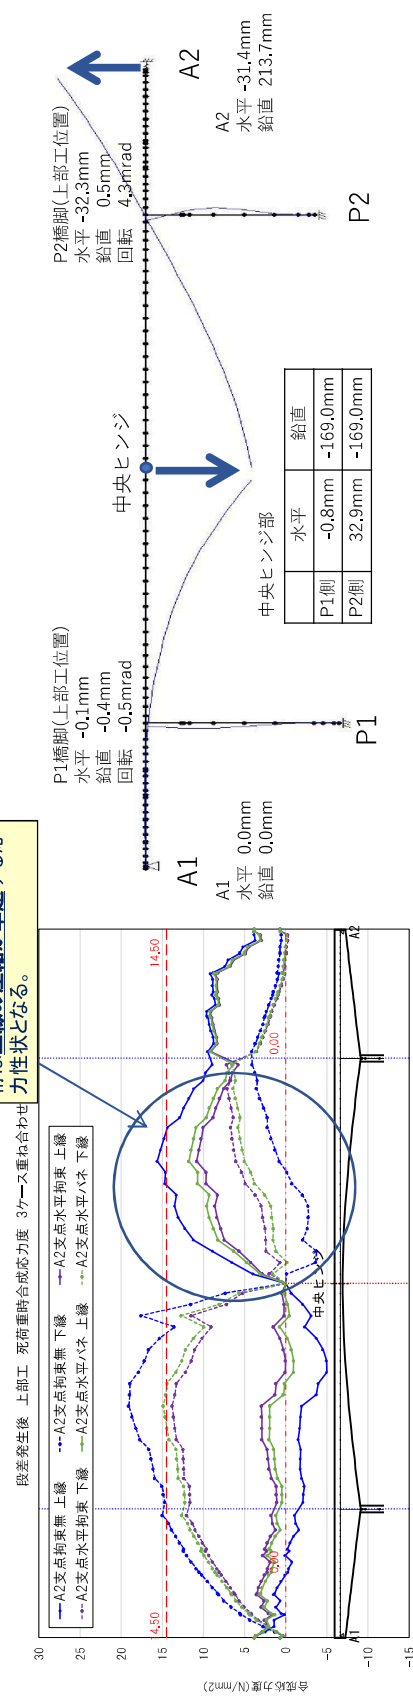 力性状となる。
段差発生後　上部工　死荷重時合成応力度　3ケース重ね合わせ
A2支点拘束無 上縁
A2支点拘束無 下縁
A2支点水平拘束 上縁
A2支点水平拘束 下縁
A2支点水平バネ 上縁
A2支点水平バネ 下縁
合成応力度(N/mm2)
30
25
20
15
10
5
0
-5
-10
-15
14.50
0.00
4.50
0.00
中央ヒンジ
A1
A2
P1橋脚(上部工位置)
水平 -0.1mm
鉛直 -0.4mm
回転 -0.5mrad
中央ヒンジ
P2橋脚(上部工位置)
水平 -32.3mm
鉛直 0.5mm
回転 4.3mrad
A1
A2
A1
水平 0.0mm
鉛直 0.0mm
A2
水平 -31.4mm
鉛直 213.7mm
P1
P2
中央ヒンジ部
水平 鉛直
P1側 -0.8mm -169.0mm
P2側 32.9mm -169.0mm